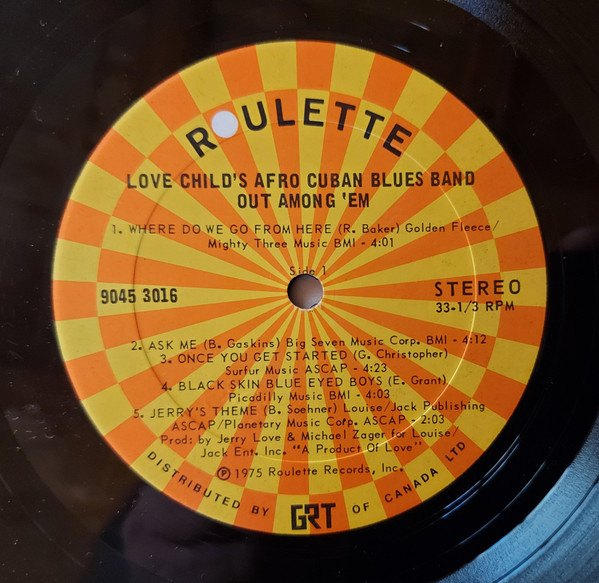 ROULETTE
LOVE CHILD'S AFRO CUBAN BLUES BAND
OUT AMONG 'EM
1. WHERE DO WE GO FROM HERE (R. Baker) Golden Fleece/
Mighty Three Music BMI - 4:01
Side 1
9045 3016
STEREO
33-1/3 RPM
2. ASK ME (B. Gaskins) Big Seven Music Corp. BMI - 4:12
3. ONCE YOU GET STARTED (G. Christopher)
Surfur Music ASCAP - 4:23
4. BLACK SKIN BLUE EYED BOYS (E. Grant)
Picadilly Music BMI - 4:03
5. JERRY'S THEME (B. Soehner) Louise/Jack Publishing
ASCAP/Planetary Music Corp. ASCAP - 2:03
Prod: by Jerry Love & Michael Zager for Louise/
Jack Ent. Inc. "A Product Of Love"
℗ 1975 Roulette Records, Inc.
DISTRIBUTED BY GRT OF CANADA LTD